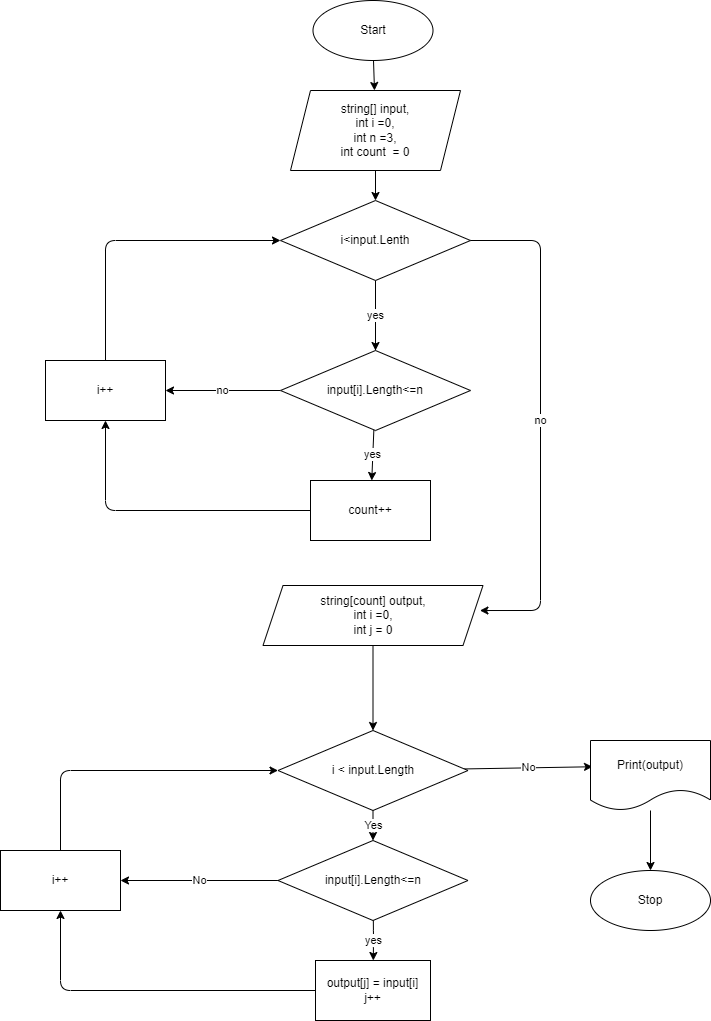 Start
string[] input,
int i =0,
int n =3,
int count  = 0
i<input.Lenth
yes
input[i].Length<=n
no
i++
yes
count++
no
string[count] output,
int i =0,
int j = 0
i < input.Length
No
Print(output)
Yes
input[i].Length<=n
No
i++
Stop
yes
output[j] = input[i]
j++